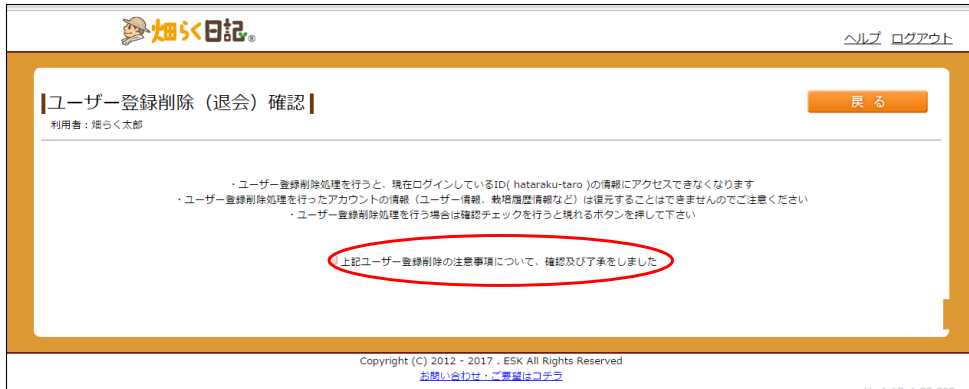 畑らく日記®
ヘルプ ログアウト
ユーザー登録削除（退会）確認
戻る
利用者：畑らく太郎
・ユーザー登録削除処理を行うと、現在ログインしているID( hataraku-taro )の情報にアクセスできなくなります
・ユーザー登録削除処理を行ったアカウントの情報（ユーザー情報、栽培履歴情報など）は復元することはできませんのでご注意ください
・ユーザー登録削除処理を行う場合は確認チェックを行うと現れるボタンを押して下さい
上記ユーザー登録削除の注意事項について、確認及び了承をしました
Copyright (C) 2012 - 2017 . ESK All Rights Reserved
お問い合わせ・ご要望はコチラ